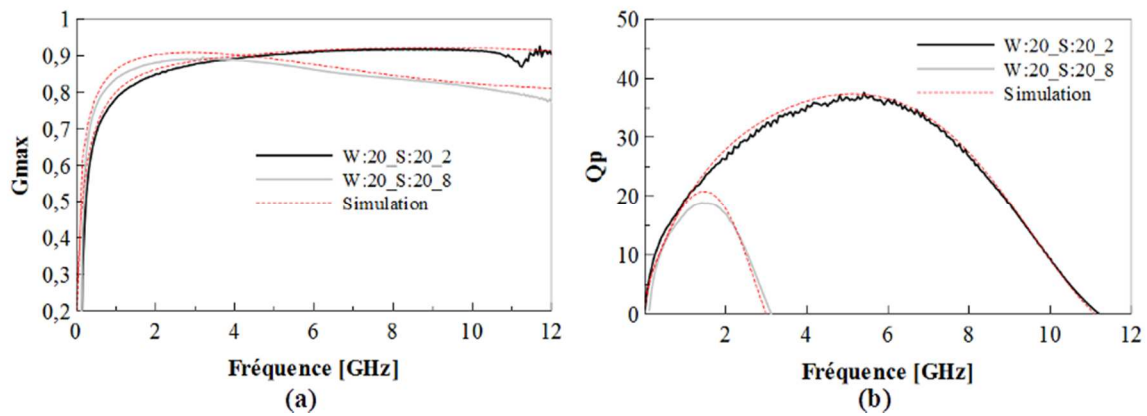 1
0,9
0,8
0,7
0,6
0,5
0,4
0,3
0,2
Gmax
W:20_S:20_2
W:20_S:20_8
Simulation
0 2 4 6 8 10 12
Fréquence [GHz]
(a)
50
40
30
20
10
0
Qp
W:20_S:20_2
W:20_S:20_8
Simulation
2 4 6 8 10 12
Fréquence [GHz]
(b)